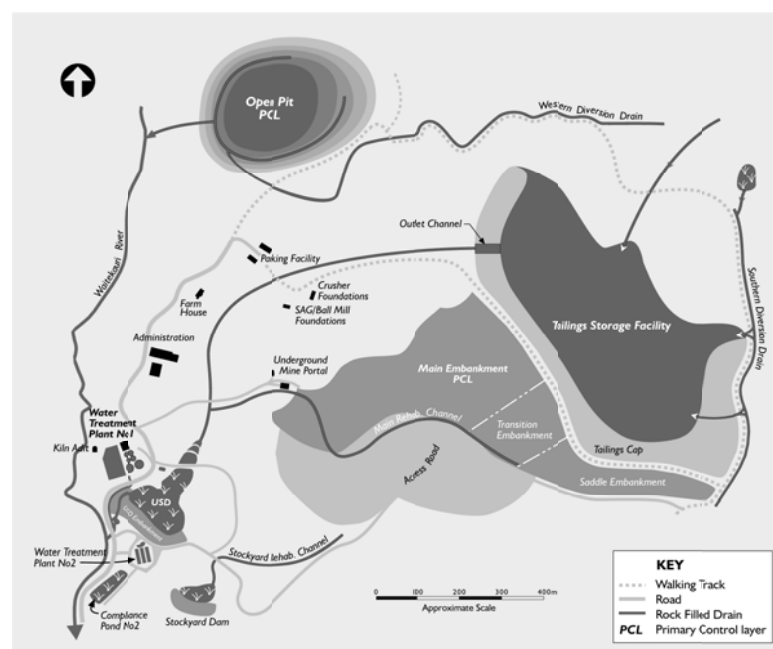 Open Pit
PCL
Western Diversion Drain
Outlet Channel
Waitekauri River
Paking Facility
Crusher
Foundations
SAG/Ball Mill
Foundations
Farm
House
Tailings Storage Facility
Southern Diversion Drain
Administration
Underground
Mine Portal
Main Embankment
PCL
Water
Treatment
Plant No1
Main Rehab. Channel
Transition
Embankment
Kiln Adit
Tailings Cap
Access Road
Saddle Embankment
USD
USD Embankment
Water Treatment
Plant No2
Stockyard Rehab. Channel
Complance
Pond No2
Stockyard Dam
0 100 200 300 400m
Approximate Scale
KEY
Walking Track
Road
Rock Filled Drain
PCL Primary Control layer